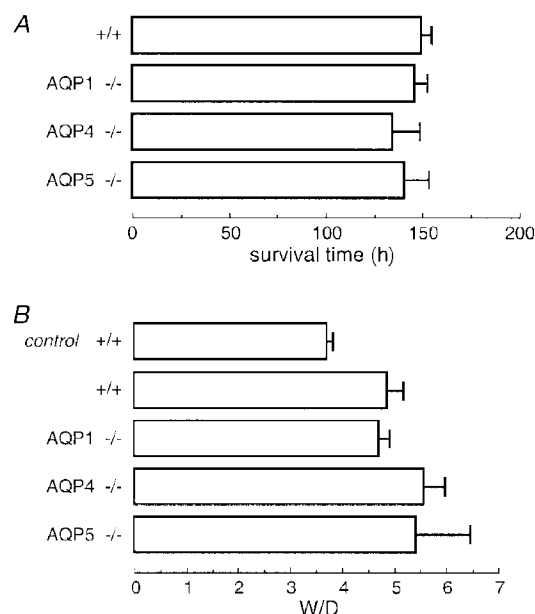 A
+/+
AQP1 -/-
AQP4 -/-
AQP5 -/-
0 50 100 150 200
survival time (h)
B
control +/+
+/+
AQP1 -/-
AQP4 -/-
AQP5 -/-
0 1 2 3 4 5 6 7
W/D